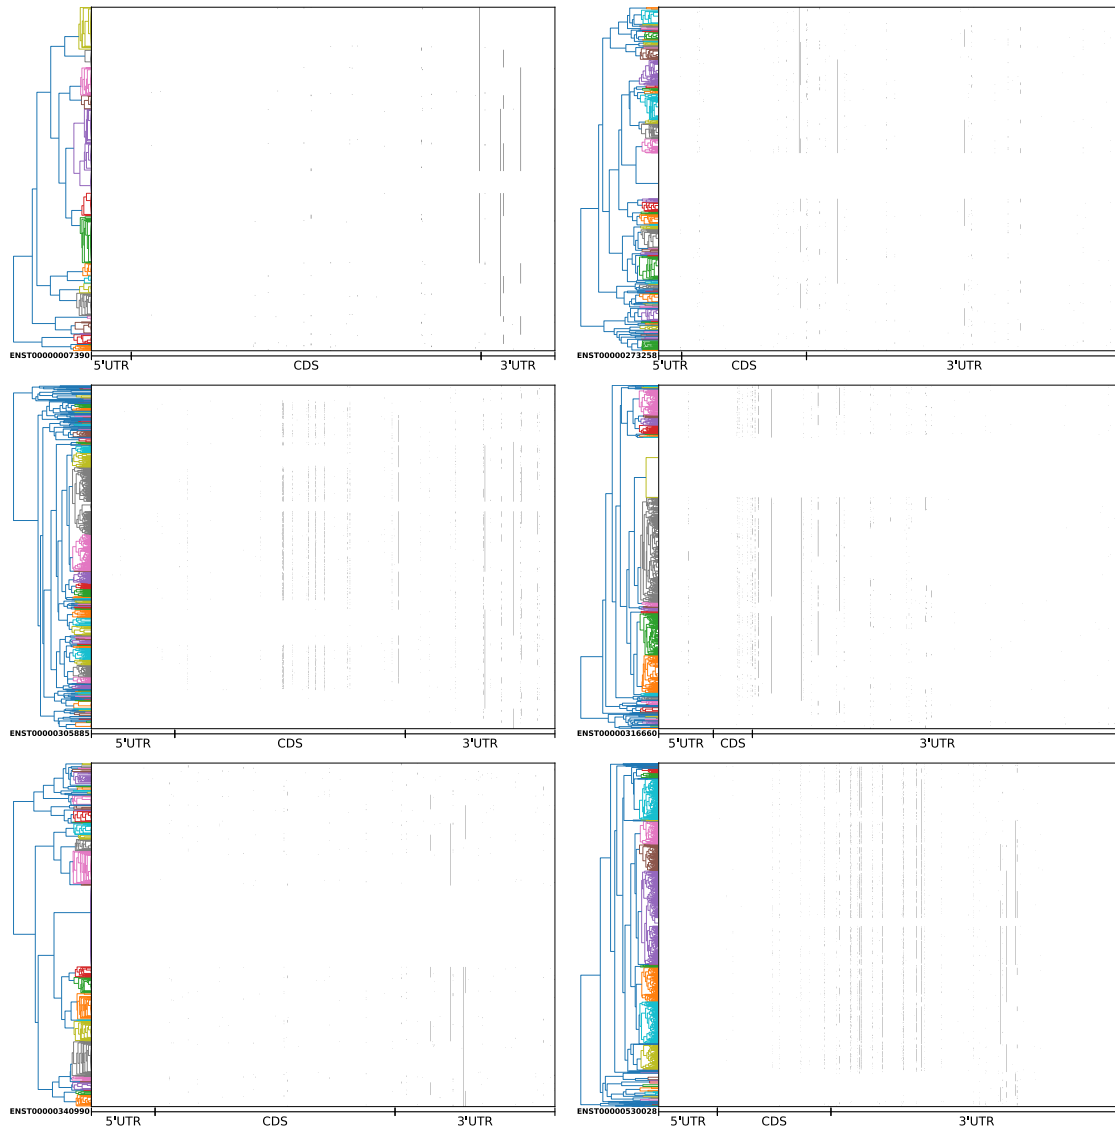 ENST00000007390
5'UTR CDS 3'UTR
ENST00000273258
5'UTR CDS 3'UTR
ENST00000305885
5'UTR CDS 3'UTR
ENST00000316660
5'UTR CDS 3'UTR
ENST00000340990
5'UTR CDS 3'UTR
ENST00000530028
5'UTR CDS 3'UTR